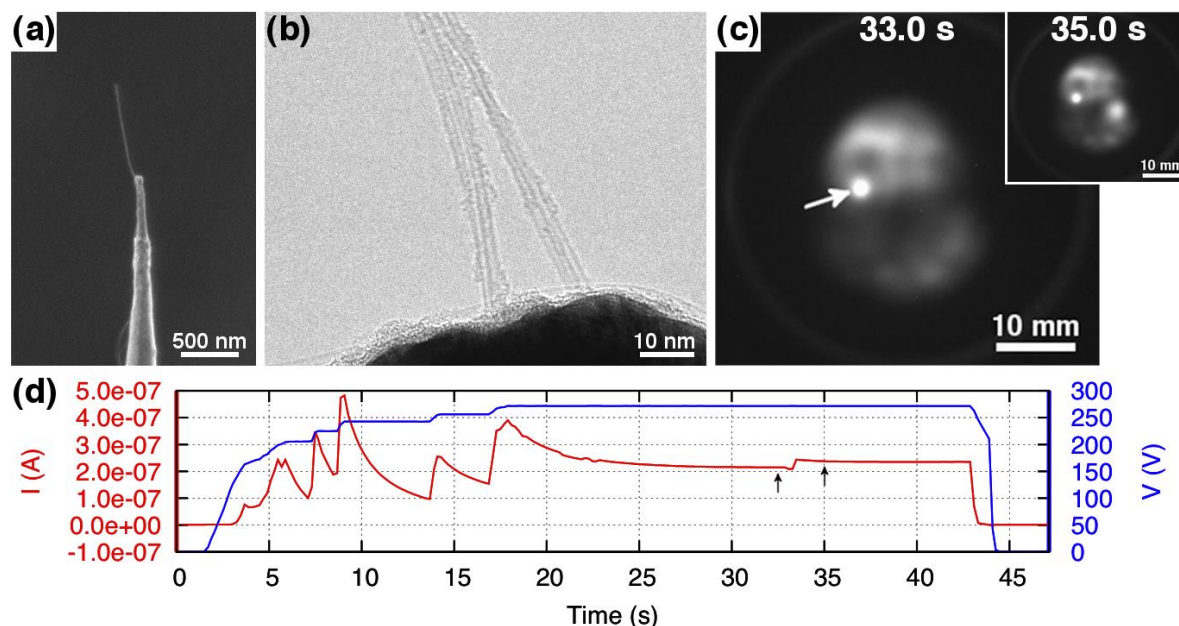 (a)
500 nm
(b)
10 nm
(c)
33.0 s
35.0 s
10 mm
10 mm
(d)
I (A)
5.0e-07
4.0e-07
3.0e-07
2.0e-07
1.0e-07
0.0e+00
-1.0e-07
300
250
200
150
100
50
0
V (V)
0 5 10 15 20 25 30 35 40 45
Time (s)